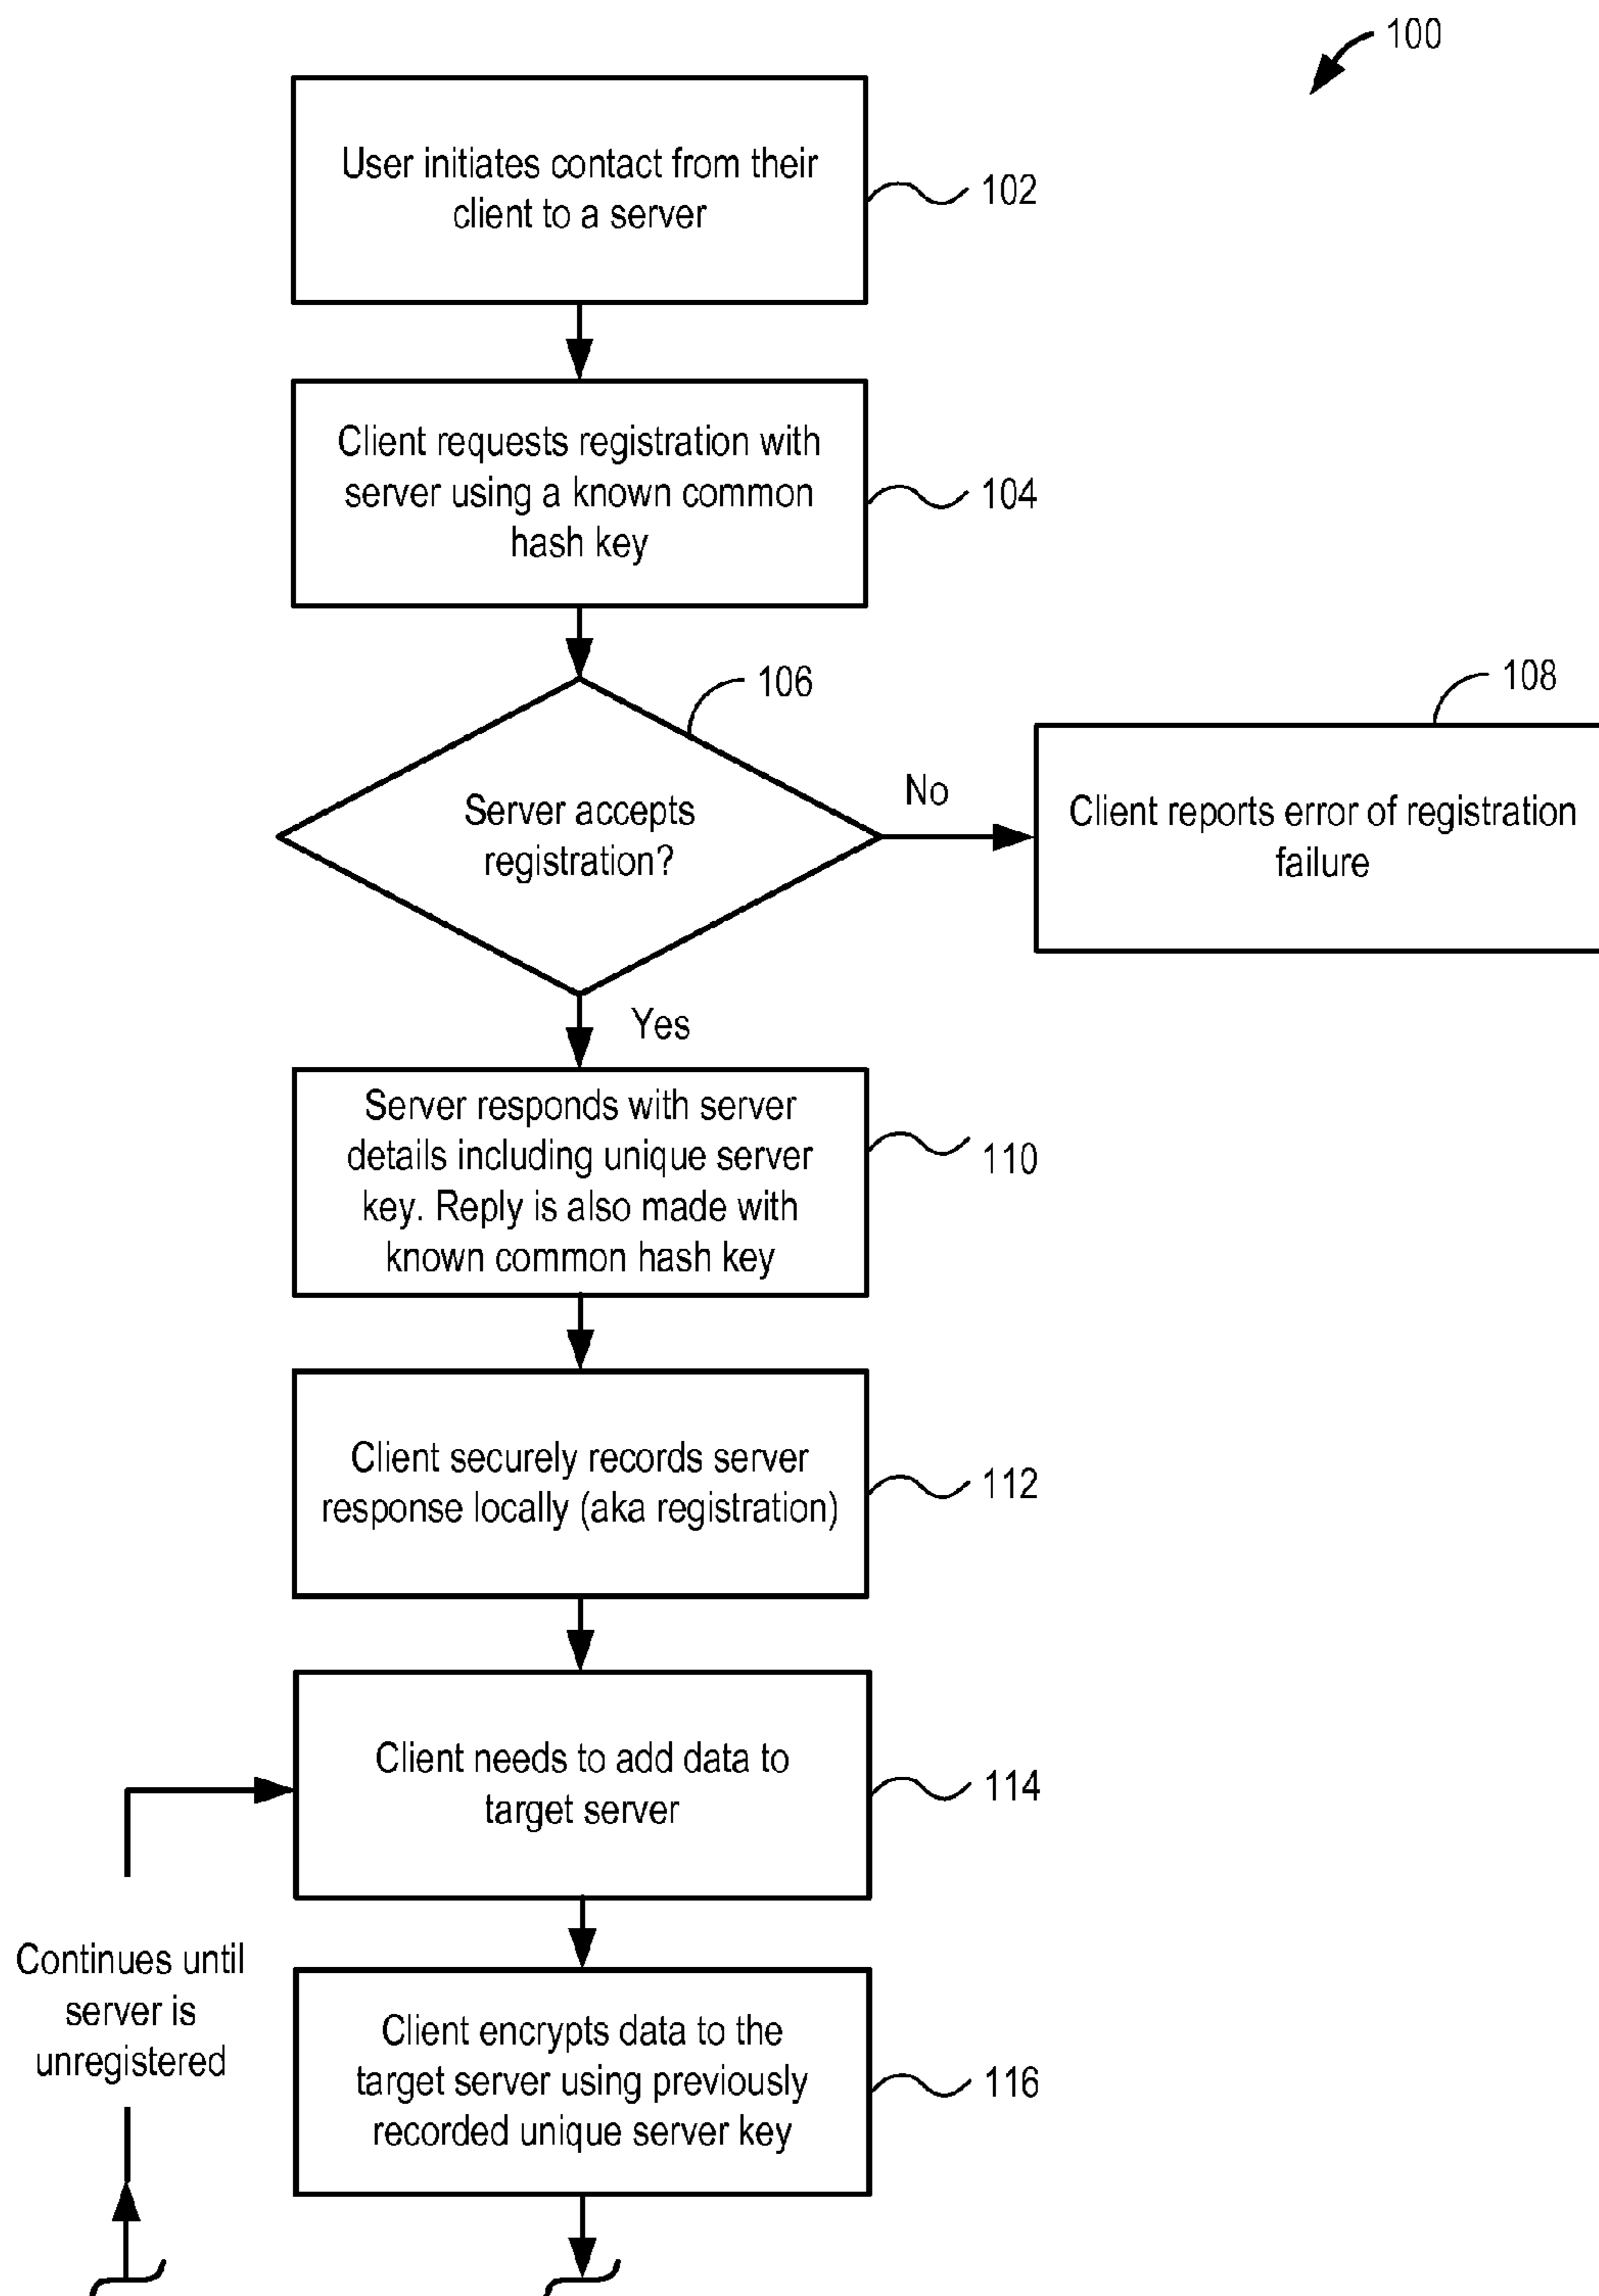 100
User initiates contact from their
client to a server
102
Client requests registration with
server using a known common
hash key
104
106
Server accepts
registration?
No
108
Client reports error of registration
failure
Yes
Server responds with server
details including unique server
key. Reply is also made with
known common hash key
110
Client securely records server
response locally (aka registration)
112
Client needs to add data to
target server
114
Continues until
server is
unregistered
Client encrypts data to the
target server using previously
recorded unique server key
116